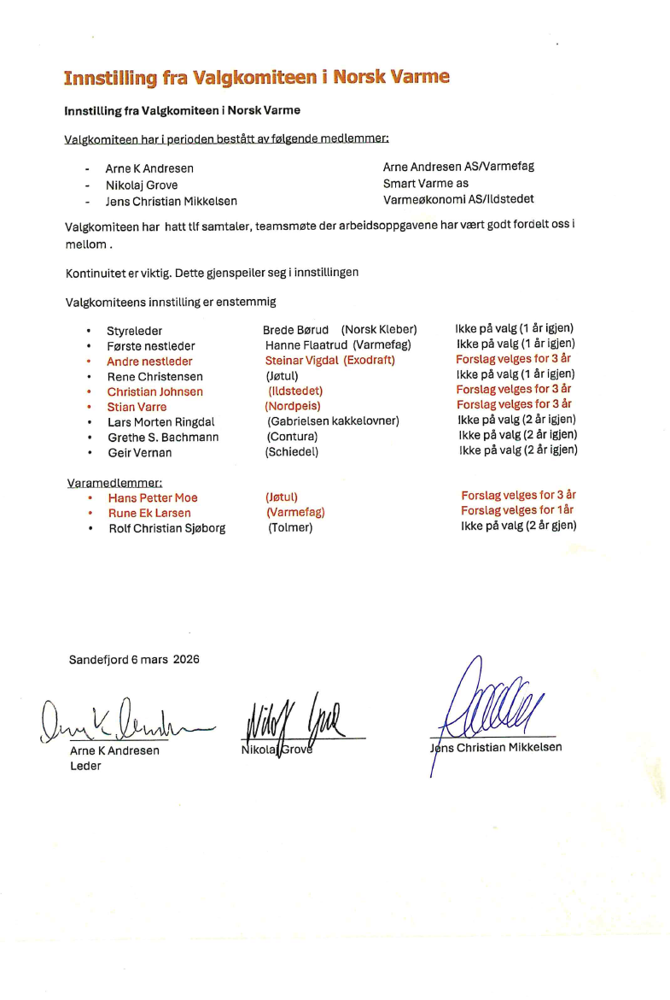 Innstilling fra Valgkomiteen i Norsk Varme
Innstilling fra Valgkomiteen i Norsk Varme
Valgkomiteen har i perioden bestått av følgende medlemmer:
- Arne K Andresen Arne Andresen AS/Varmefag
- Nikolaj Grove Smart Varme as
- Jens Christian Mikkelsen Varmeøkonomi AS/Ildstedet
Valgkomiteen har hatt tlf samtaler, teamsmøte der arbeidsoppgavene har vært godt fordelt oss i
mellom .
Kontinuitet er viktig. Dette gjenspeiler seg i innstillingen
Valgkomiteens innstilling er enstemmig
• Styreleder Brede Børud (Norsk Kleber) Ikke på valg (1 år igjen)
• Første nestleder Hanne Flaatrud (Varmefag) Ikke på valg (1 år igjen)
• Andre nestleder Steinar Vigdal (Exodraft) Forslag velges for 3 år
• Rene Christensen (Jøtul) Ikke på valg (1 år igjen)
• Christian Johnsen (Ildstedet) Forslag velges for 3 år
• Stian Varre (Nordpeis) Forslag velges for 3 år
• Lars Morten Ringdal (Gabrielsen kakkelovner) Ikke på valg (2 år igjen)
• Grethe S. Bachmann (Contura) Ikke på valg (2 år igjen)
• Geir Vernan (Schiedel) Ikke på valg (2 år igjen)
Varamedlemmer:
• Hans Petter Moe (Jøtul) Forslag velges for 3 år
• Rune Ek Larsen (Varmefag) Forslag velges for 1år
• Rolf Christian Sjøborg (Tolmer) Ikke på valg (2 år gjen)
Sandefjord 6 mars 2026
Arne K Andresen Nikolaj Grove Jens Christian Mikkelsen
Leder